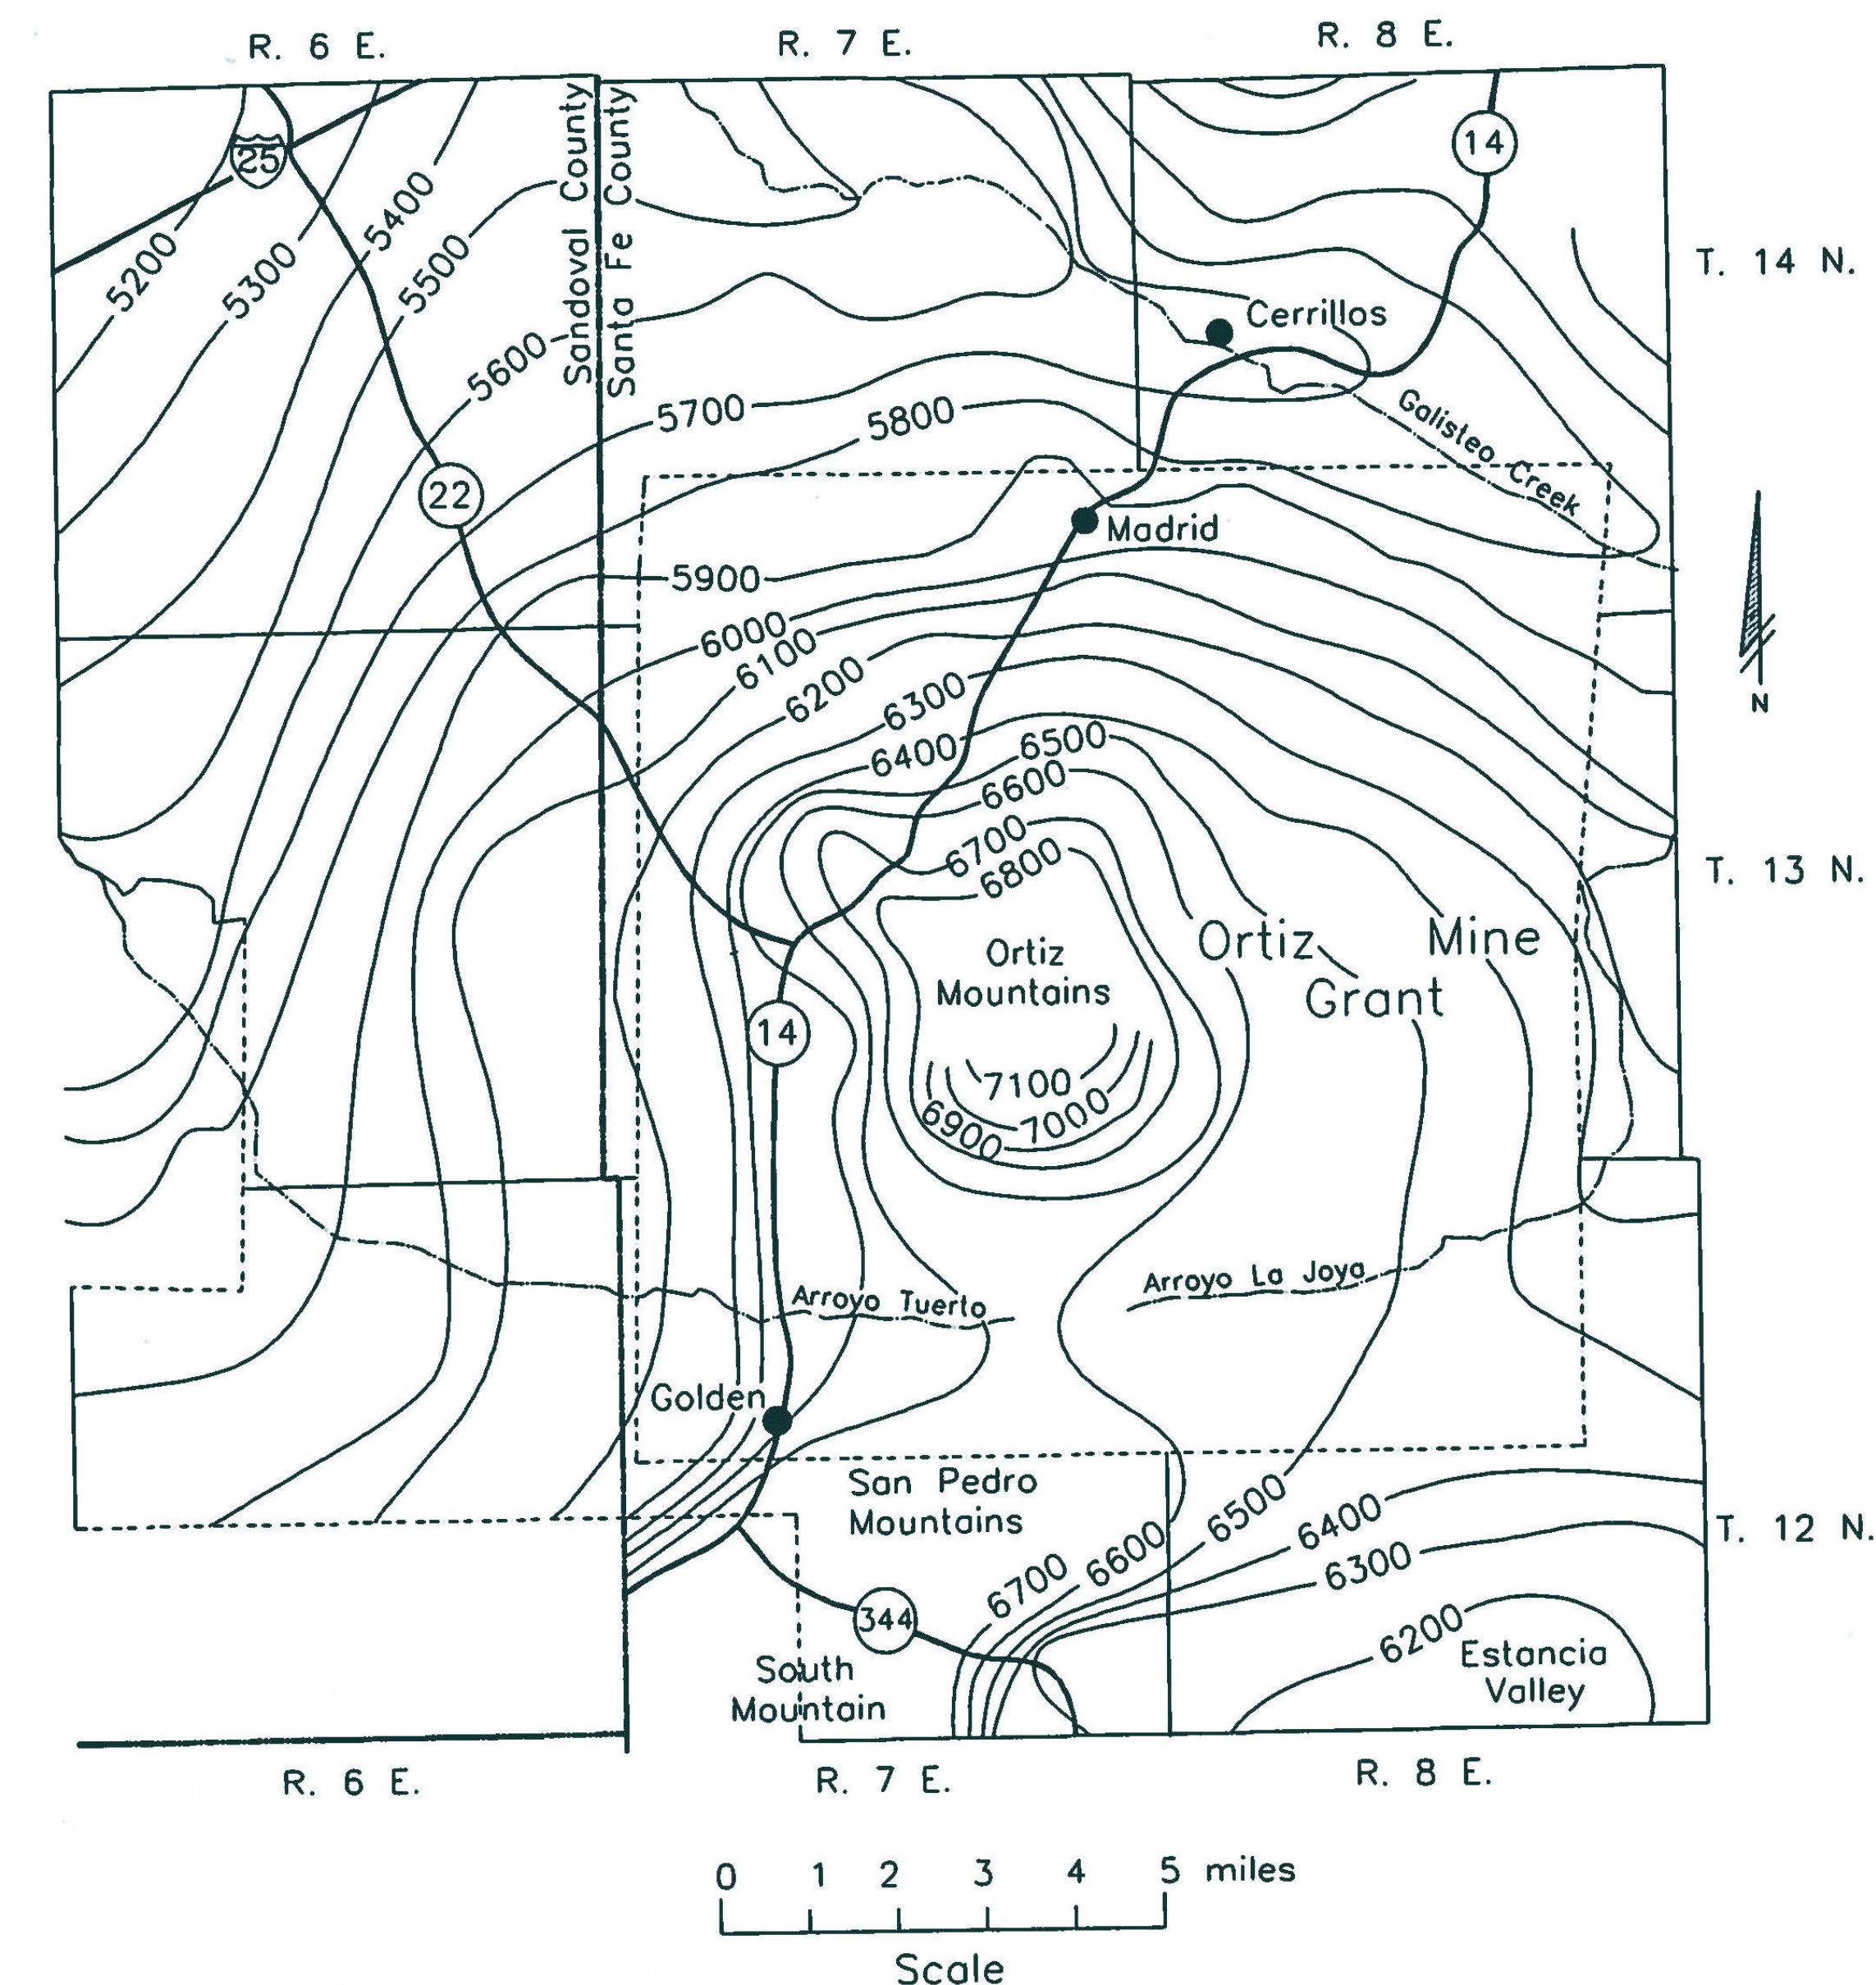 R. 6 E.
R. 7 E.
R. 8 E.
25
14
Sandoval County
Santa Fe County
5200
5300
5400
5500
T. 14 N.
5600
Cerrillos
5700
5800
Galisteo Creek
22
Madrid
5900
6000
6100
6200
6300
6400
6500
6600
6700
6800
N
T. 13 N.
Ortiz Mine
Grant
Ortiz
Mountains
14
7100
7000
6900
Arroyo La Joya
Arroyo Tuerto
Golden
San Pedro
Mountains
6500
6400
6300
6600
6700
6200
T. 12 N.
344
South
Mountain
Estancia
Valley
R. 6 E.
R. 7 E.
R. 8 E.
0 1 2 3 4 5 miles
Scale